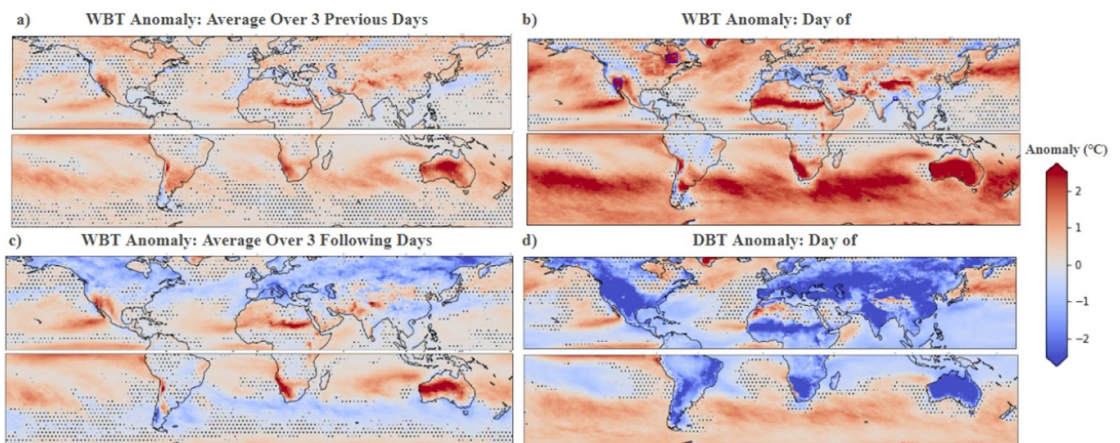 a) WBT Anomaly: Average Over 3 Previous Days
b) WBT Anomaly: Day of
Anomaly (°C)
2
1
0
−1
−2
c) WBT Anomaly: Average Over 3 Following Days
d) DBT Anomaly: Day of